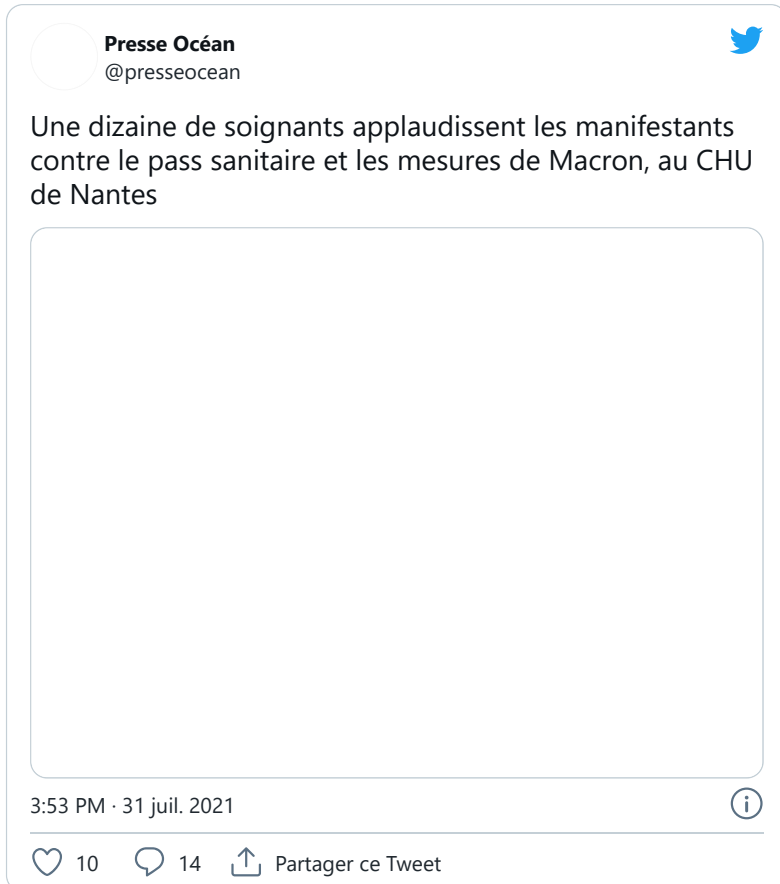 Presse Océan
@presseocean
Une dizaine de soignants applaudissent les manifestants
contre le pass sanitaire et les mesures de Macron, au CHU
de Nantes
3:53 PM · 31 juil. 2021
10 14 Partager ce Tweet